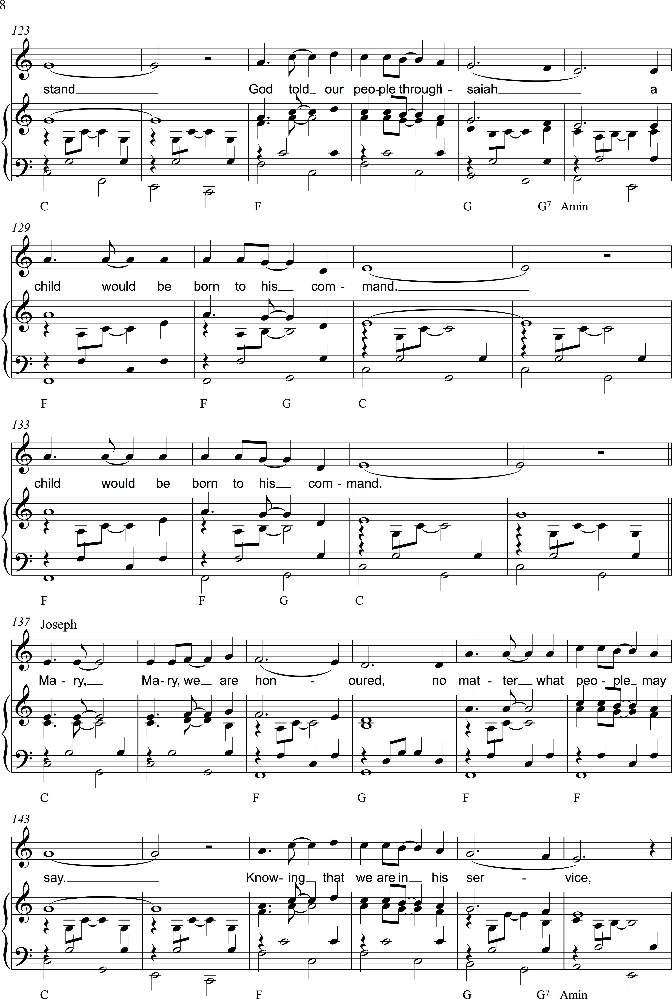 8
123
stand God told our peo-ple through I - saiah a
C F G G7 Amin
129
child would be born to his com - mand.
F F G C
133
child would be born to his com - mand.
F F G C
137 Joseph
Ma - ry, Ma - ry, we are hon - oured, no mat - ter what peo - ple may
C F G F F
143
say. Know- ing that we are in his ser - vice,
C F G G7 Amin